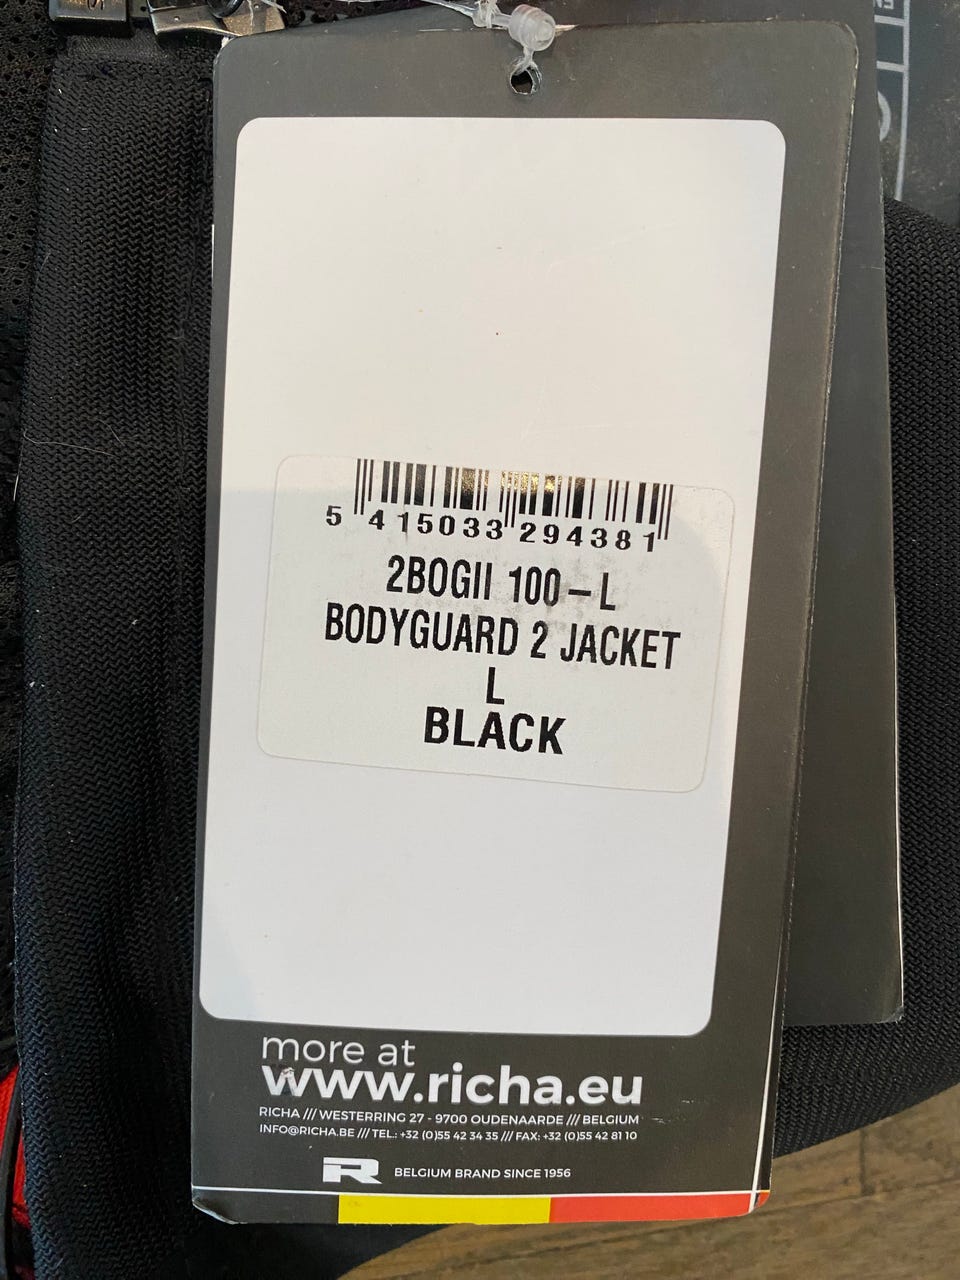 5 415033 294381
2BOGII 100 – L
BODYGUARD 2 JACKET
L
BLACK
more at
www.richa.eu
RICHA /// WESTERRING 27 - 9700 OUDENAARDE /// BELGIUM
INFO@RICHA.BE /// TEL.: +32 (0)55 42 34 35 /// FAX: +32 (0)55 42 81 10
R BELGIUM BRAND SINCE 1956